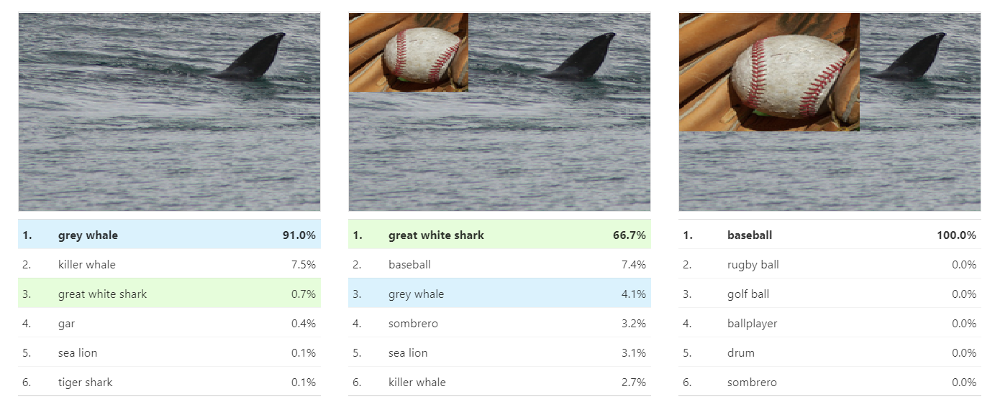 1. grey whale 91.0%
2. killer whale 7.5%
3. great white shark 0.7%
4. gar 0.4%
5. sea lion 0.1%
6. tiger shark 0.1%
1. great white shark 66.7%
2. baseball 7.4%
3. grey whale 4.1%
4. sombrero 3.2%
5. sea lion 3.1%
6. killer whale 2.7%
1. baseball 100.0%
2. rugby ball 0.0%
3. golf ball 0.0%
4. ballplayer 0.0%
5. drum 0.0%
6. sombrero 0.0%